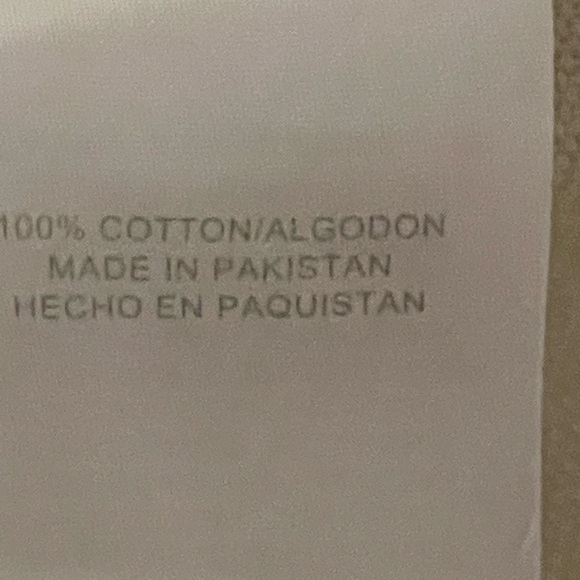 100% COTTON/ALGODON
MADE IN PAKISTAN
HECHO EN PAQUISTAN